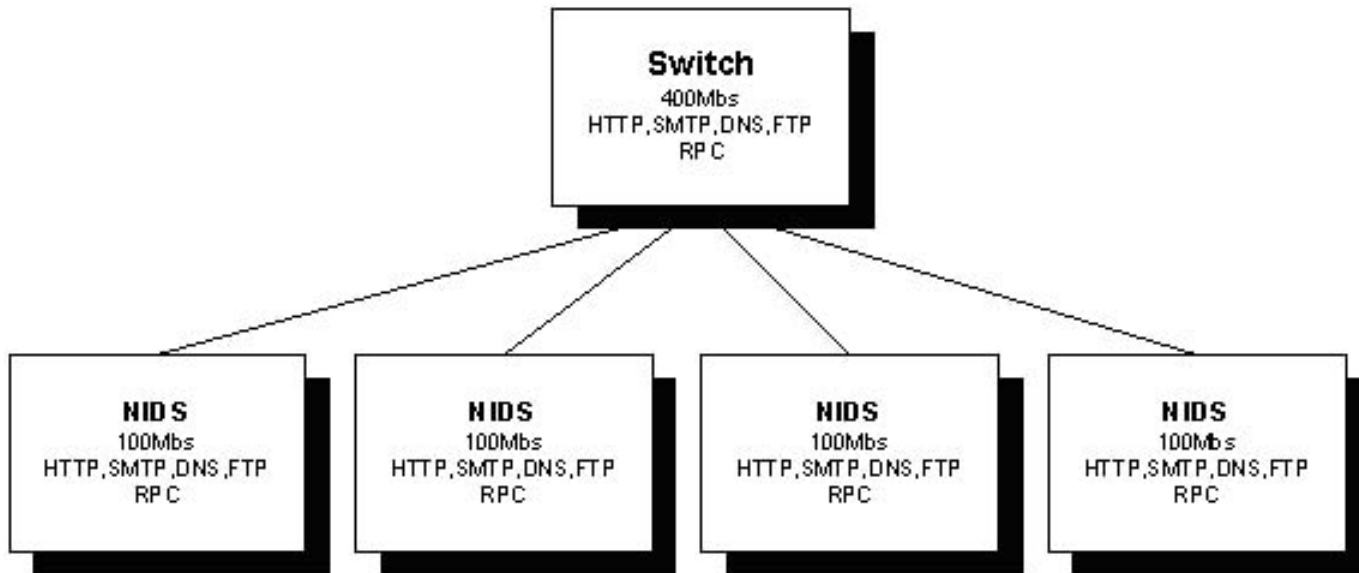 Switch
400Mbs
HTTP,SMTP,DNS,FTP
RPC
NIDS
100Mbs
HTTP,SMTP,DNS,FTP
RPC
NIDS
100Mbs
HTTP,SMTP,DNS,FTP
RPC
NIDS
100Mbs
HTTP,SMTP,DNS,FTP
RPC
NIDS
100Mbs
HTTP,SMTP,DNS,FTP
RPC